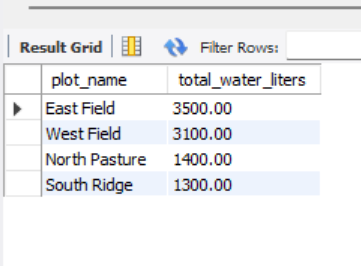 Result Grid Filter Rows:
plot_name total_water_liters
East Field 3500.00
West Field 3100.00
North Pasture 1400.00
South Ridge 1300.00